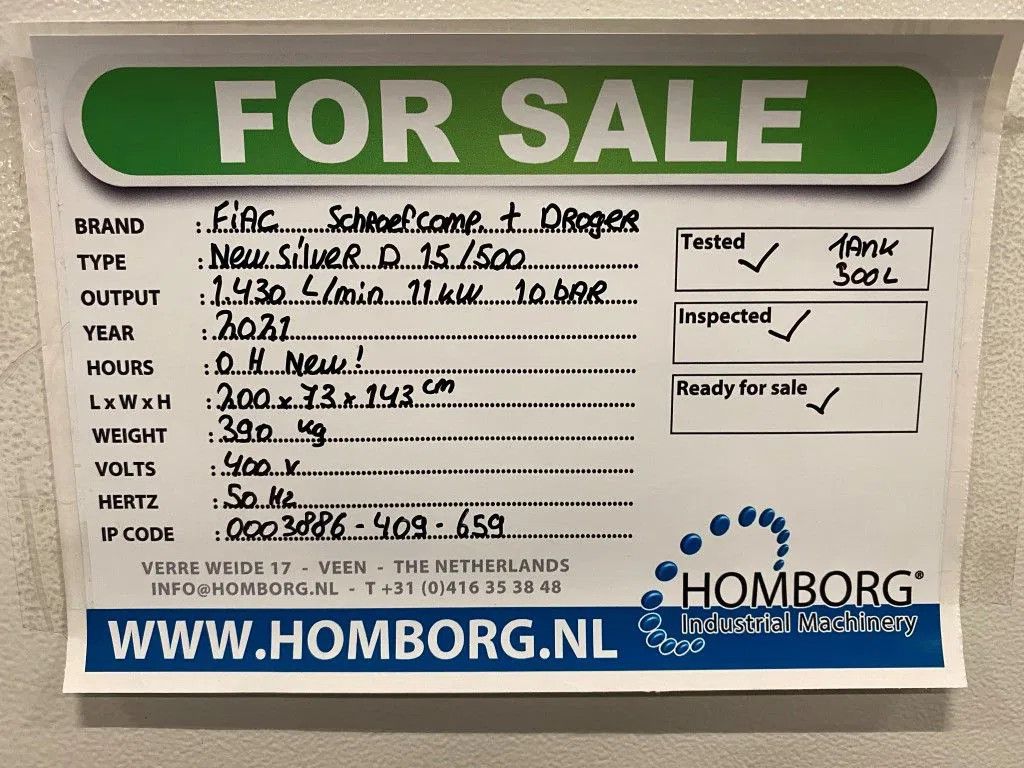 FOR SALE
BRAND : FiAC Schroefcomp. + DROGER
TYPE : New Silver D 15/500
OUTPUT : 1.430 L/min 11 kW 10 bAR
YEAR : 2021
HOURS : 0 H New!
L x W x H : 200 x 73 x 143 cm
WEIGHT : 390 kg
VOLTS : 400 V
HERTZ : 50 Hz
IP CODE : 0003886 - 409 - 659
Tested ✓ TANK
300L
Inspected ✓
Ready for sale ✓
VERRE WEIDE 17 - VEEN - THE NETHERLANDS
INFO@HOMBORG.NL - T +31 (0)416 35 38 48
WWW.HOMBORG.NL
HOMBORG®
Industrial Machinery